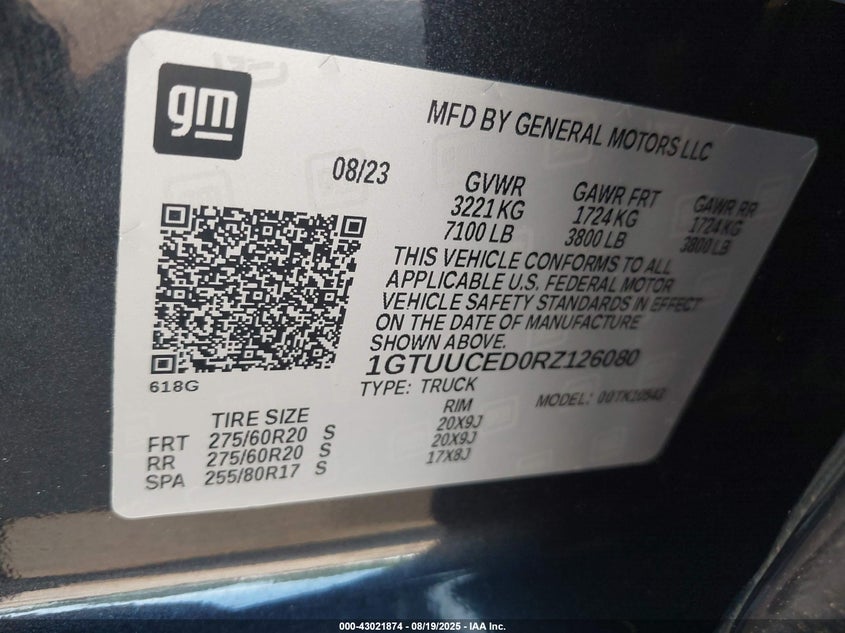 gm
MFD BY GENERAL MOTORS LLC
08/23
GVWR GAWR FRT GAWR RR
3221 KG 1724 KG 1724 KG
7100 LB 3800 LB 3800 LB
THIS VEHICLE CONFORMS TO ALL
APPLICABLE U.S. FEDERAL MOTOR
VEHICLE SAFETY STANDARDS IN EFFECT
ON THE DATE OF MANUFACTURE
SHOWN ABOVE.
1GTUUCED0RZ126080
618G
TYPE: TRUCK MODEL: 00TK10543
TIRE SIZE RIM
FRT 275/60R20 S 20X9J
RR 275/60R20 S 20X9J
SPA 255/80R17 S 17X8J
000-43021874 - 08/19/2025 - IAA Inc.